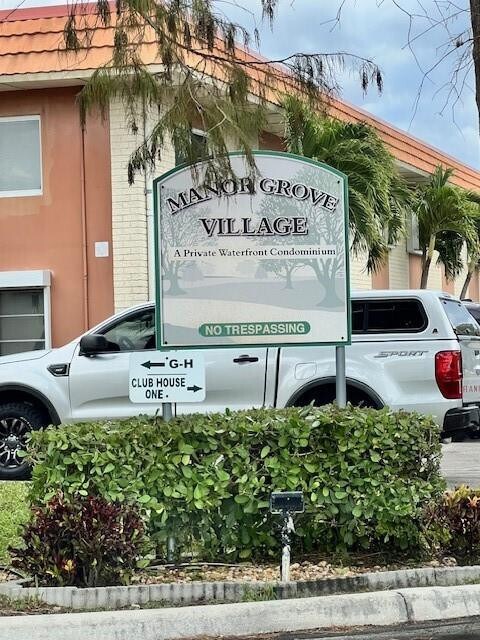 MANOR GROVE
VILLAGE
A Private Waterfront Condominium
NO TRESPASSING
← G-H
CLUB HOUSE →
ONE
SPORT